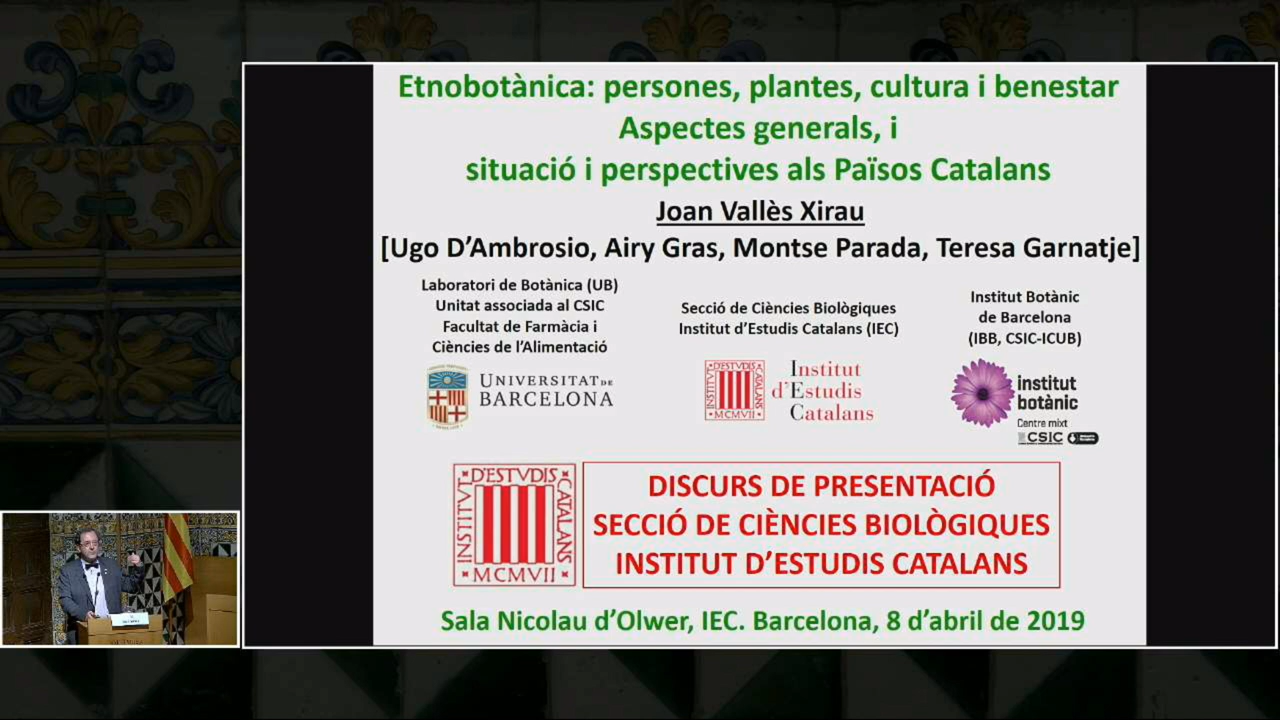 Etnobotànica: persones, plantes, cultura i benestar
Aspectes generals, i
situació i perspectives als Països Catalans
Joan Vallès Xirau
[Ugo D'Ambrosio, Airy Gras, Montse Parada, Teresa Garnatje]
Laboratori de Botànica (UB)
Unitat associada al CSIC
Facultat de Farmàcia i
Ciències de l'Alimentació
UNIVERSITAT DE
BARCELONA
Secció de Ciències Biològiques
Institut d'Estudis Catalans (IEC)
INSTITVT D'ESTVDIS CATALANS
MCMVII
Institut
d'Estudis
Catalans
Institut Botànic
de Barcelona
(IBB, CSIC-ICUB)
institut
botànic
Centre mixt
CSIC
INSTITVT D'ESTVDIS CATALANS
MCMVII
DISCURS DE PRESENTACIÓ
SECCIÓ DE CIÈNCIES BIOLÒGIQUES
INSTITUT D'ESTUDIS CATALANS
Sala Nicolau d'Olwer, IEC. Barcelona, 8 d'abril de 2019